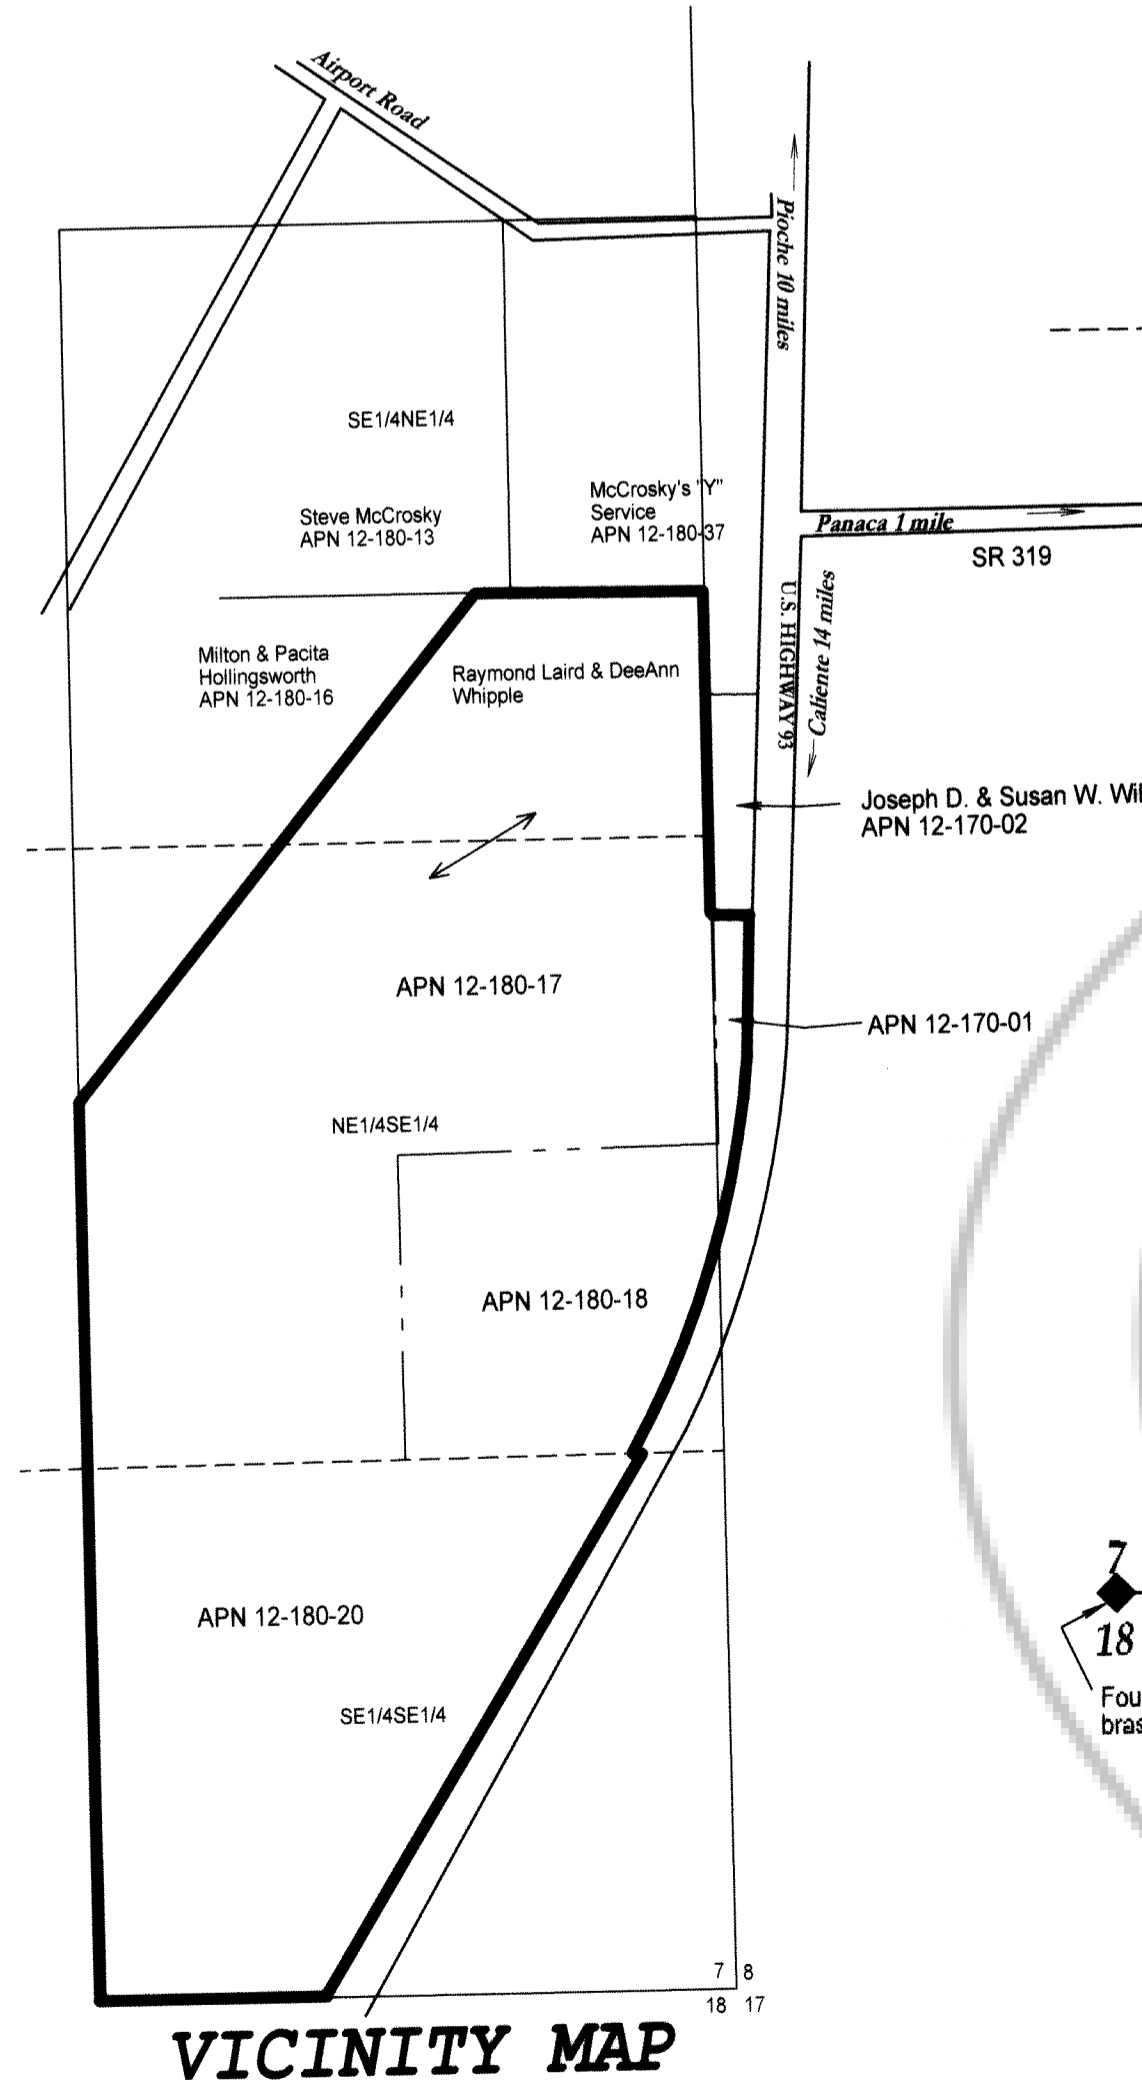 Airport Road
Pioche 10 miles
SE1/4NE1/4
McCrosky's "Y"
Service
APN 12-180-37
Steve McCrosky
APN 12-180-13
Panaca 1 mile
SR 319
U.S. HIGHWAY 93
Caliente 14 miles
Milton & Pacita
Hollingsworth
APN 12-180-16
Raymond Laird & DeeAnn
Whipple
Joseph D. & Susan W.
APN 12-170-02
APN 12-180-17
APN 12-170-01
NE1/4SE1/4
APN 12-180-18
7
18
APN 12-180-20
SE1/4SE1/4
7 8
18 17
VICINITY MAP